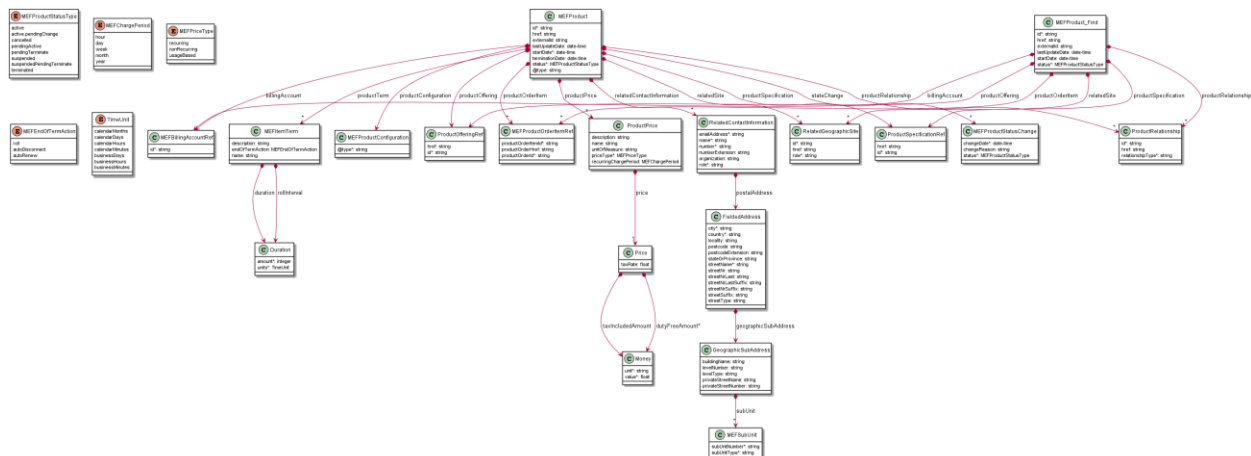 MEFProductStatusType
active
active.pendingChange
cancelled
pendingActive
pendingTerminate
suspended
suspendedPendingTerminate
terminated
MEFChargePeriod
hour
day
week
month
year
MEFPriceType
recurring
nonRecurring
usageBased
MEFProduct
id*: string
href: string
externalId: string
lastUpdateDate: date-time
startDate*: date-time
terminationDate: date-time
status*: MEFProductStatusType
@type: string
MEFProduct_Find
id*: string
href: string
externalId: string
lastUpdateDate: date-time
startDate: date-time
status*: MEFProductStatusType
billingAccount
productTerm
productConfiguration
productOffering
productOrderItem
productPrice
relatedContactInformation
relatedSite
productSpecification
stateChange
productRelationship
billingAccount
productOffering
productOrderItem
relatedSite
productSpecification
productRelationship
MEFEndOfTermAction
roll
autoDisconnect
autoRenew
TimeUnit
calendarMonths
calendarDays
calendarHours
calendarMinutes
businessDays
businessHours
businessMinutes
MEFBillingAccountRef
id*: string
MEFItemTerm
description: string
endOfTermAction: MEFEndOfTermAction
name: string
MEFProductConfiguration
@type*: string
ProductOfferingRef
href: string
id*: string
MEFProductOrderItemRef
productOrderItemId*: string
productOrderHref: string
productOrderId*: string
ProductPrice
description: string
name: string
unitOfMeasure: string
priceType*: MEFPriceType
recurringChargePeriod: MEFChargePeriod
RelatedContactInformation
emailAddress*: string
name*: string
number*: string
numberExtension: string
organization: string
role*: string
RelatedGeographicSite
id*: string
href: string
role*: string
ProductSpecificationRef
href: string
id*: string
MEFProductStatusChange
changeDate*: date-time
changeReason: string
status*: MEFProductStatusType
ProductRelationship
id*: string
href: string
relationshipType*: string
duration
rollInterval
price
postalAddress
Duration
amount*: integer
units*: TimeUnit
Price
taxRate: float
FieldedAddress
city*: string
country*: string
locality: string
postcode: string
postcodeExtension: string
stateOrProvince: string
streetName*: string
streetNr: string
streetNrLast: string
streetNrLastSuffix: string
streetNrSuffix: string
streetSuffix: string
streetType: string
taxIncludedAmount
dutyFreeAmount*
geographicSubAddress
Money
unit*: string
value*: float
GeographicSubAddress
buildingName: string
levelNumber: string
levelType: string
privateStreetName: string
privateStreetNumber: string
subUnit
MEFSubUnit
subUnitNumber*: string
subUnitType*: string